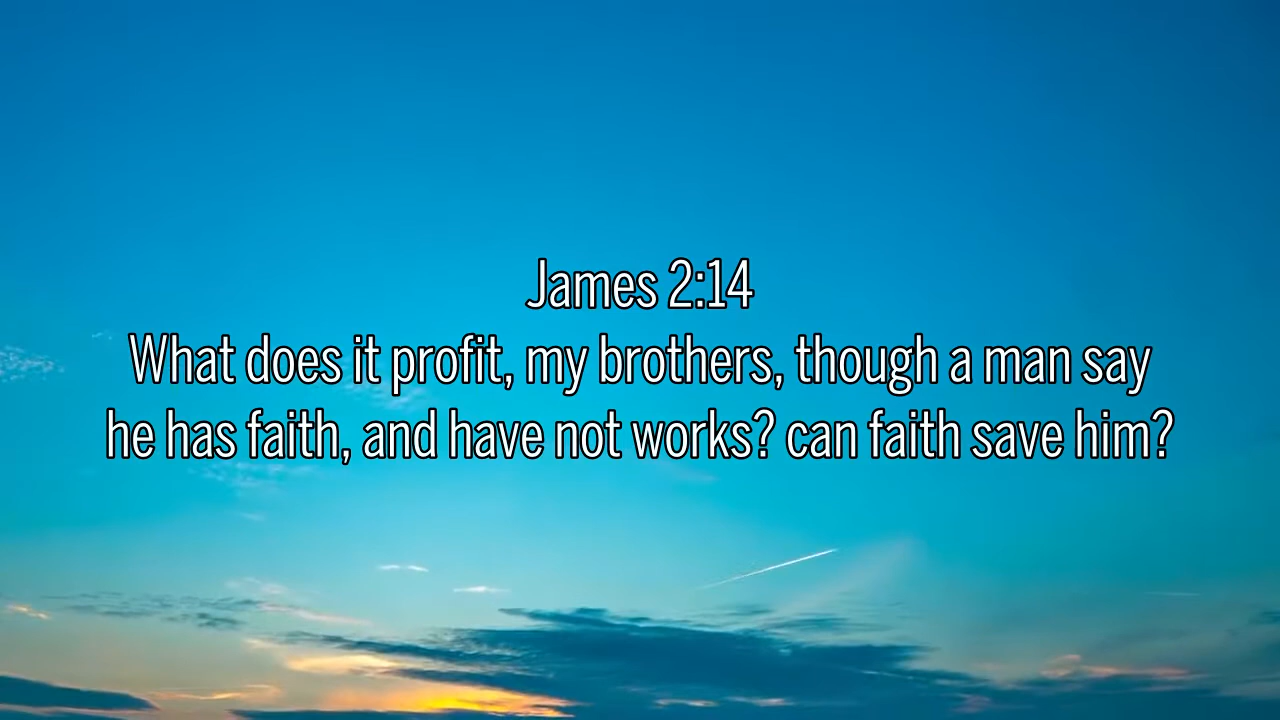 James 2:14
What does it profit, my brothers, though a man say
he has faith, and have not works? can faith save him?